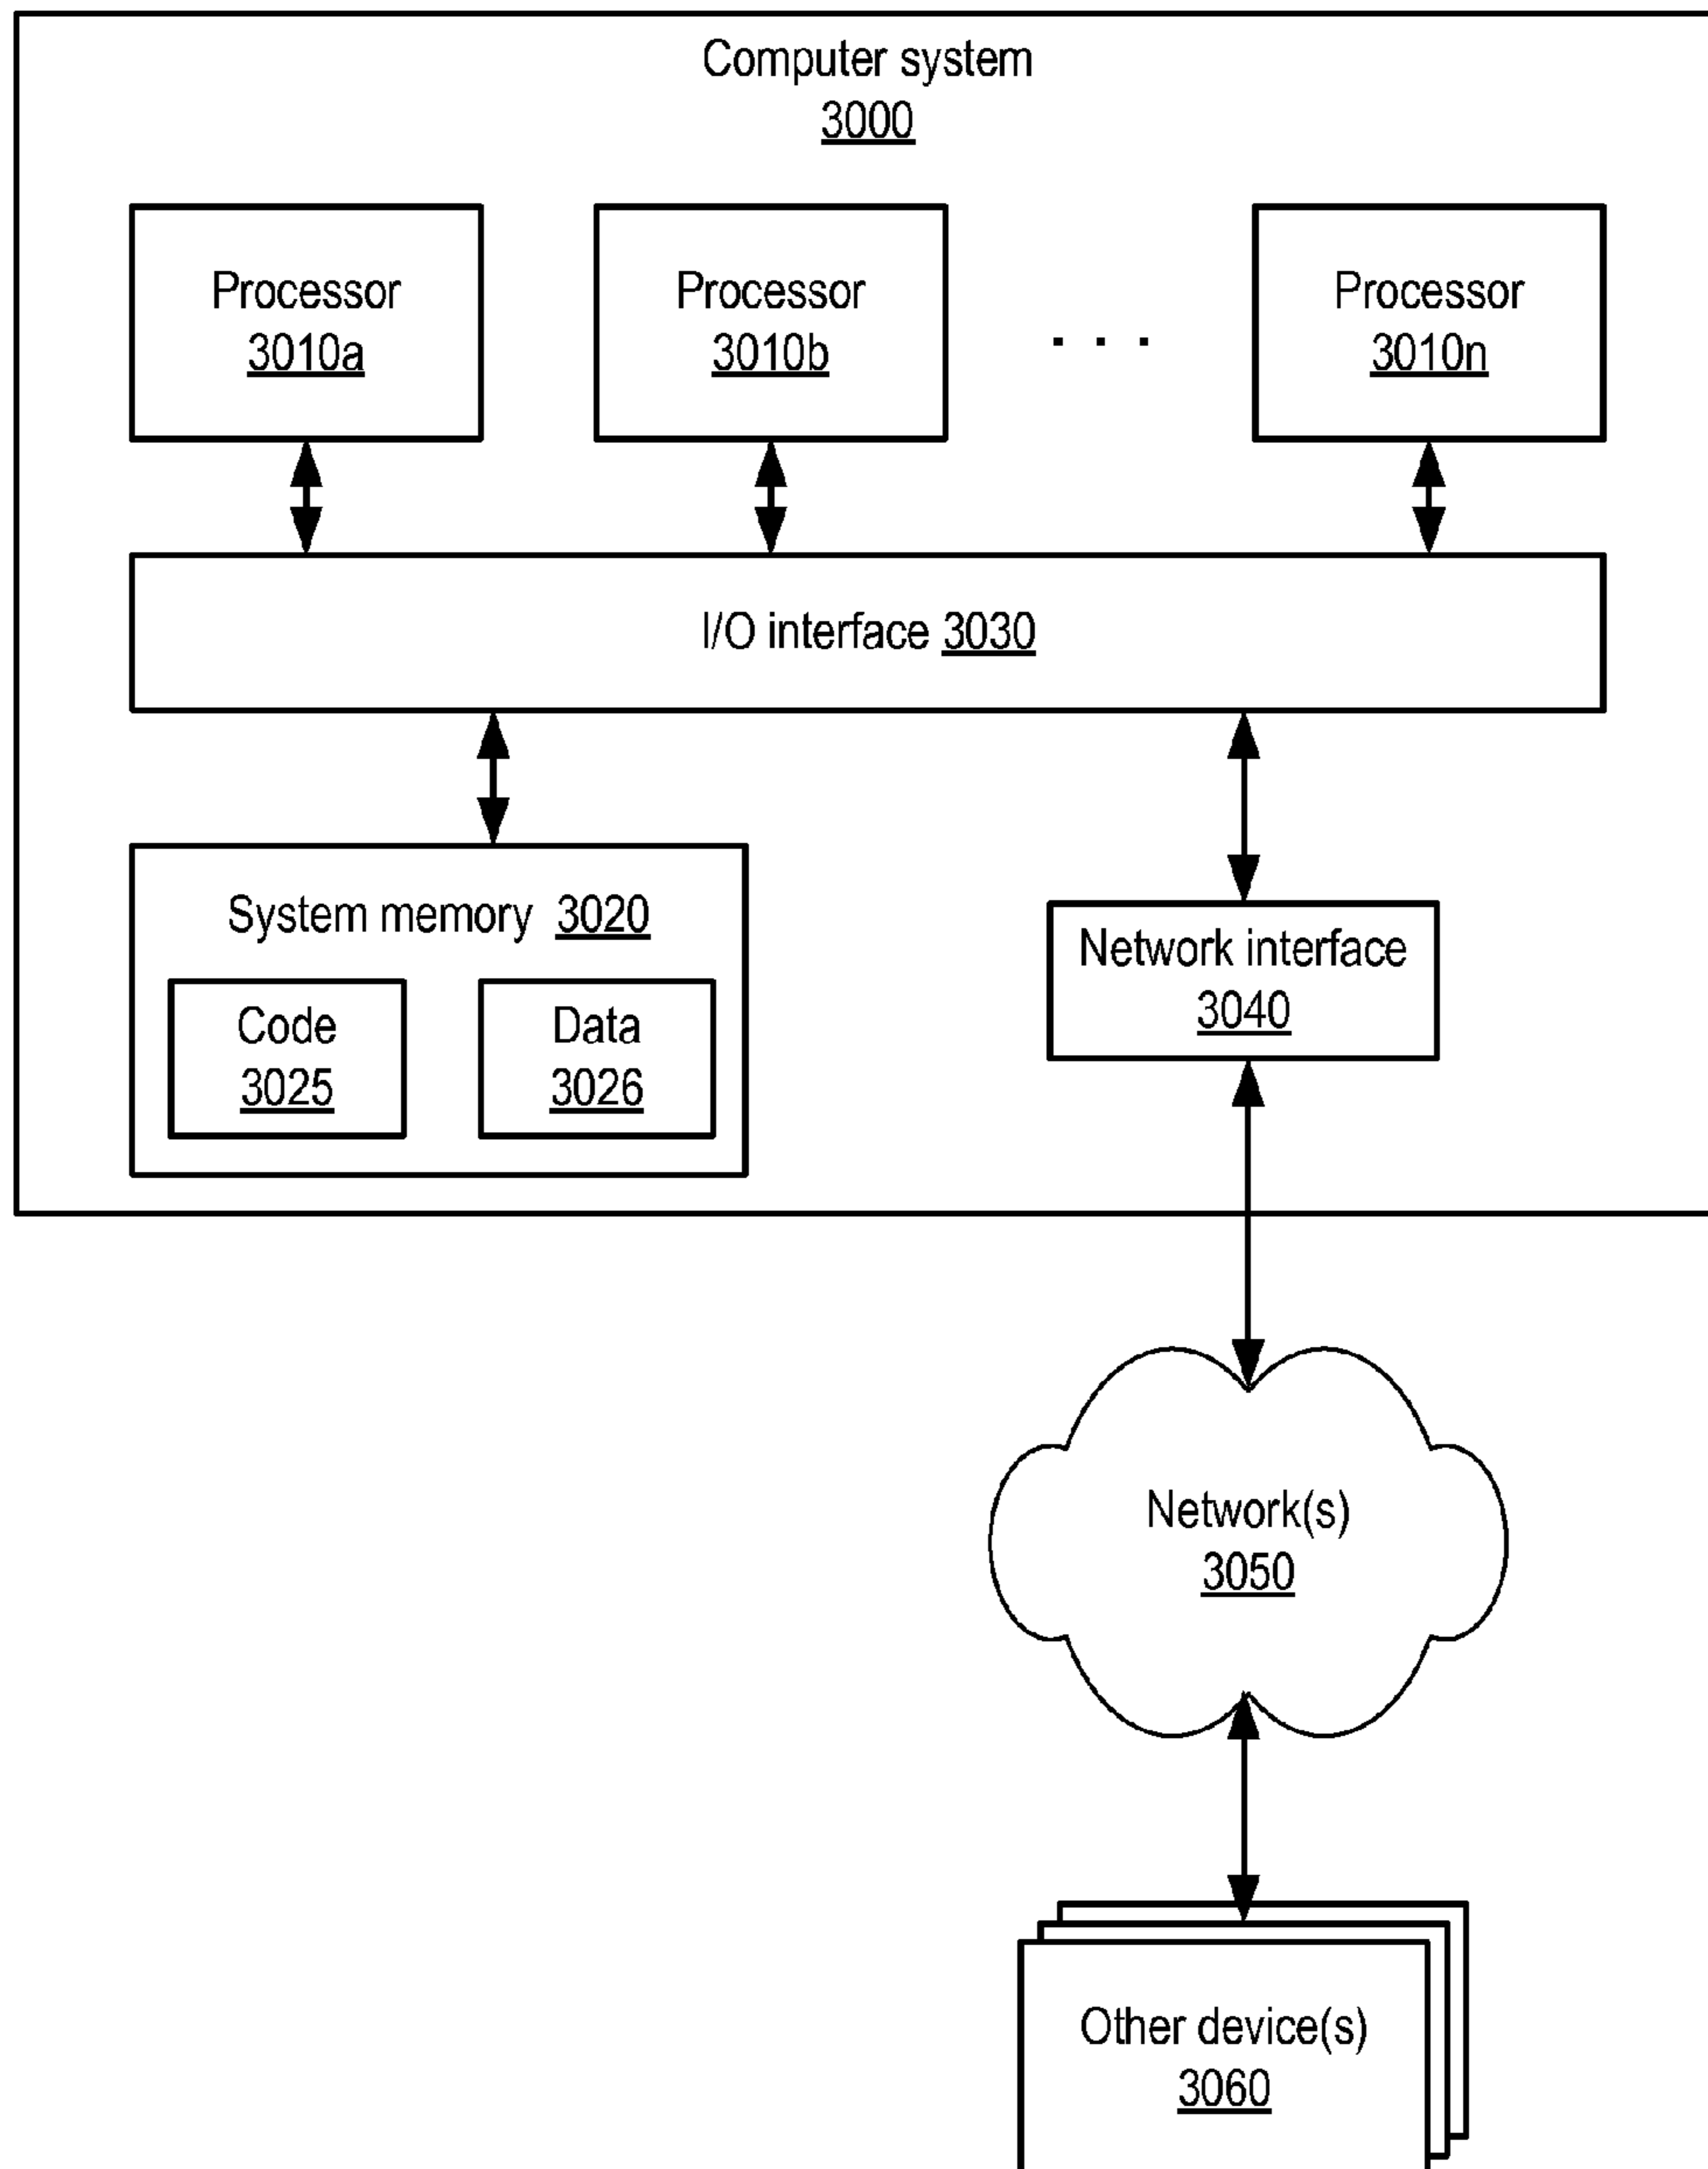 Computer system
3000
Processor
3010a
Processor
3010b
. . .
Processor
3010n
I/O interface 3030
System memory 3020
Code
3025
Data
3026
Network interface
3040
Network(s)
3050
Other device(s)
3060